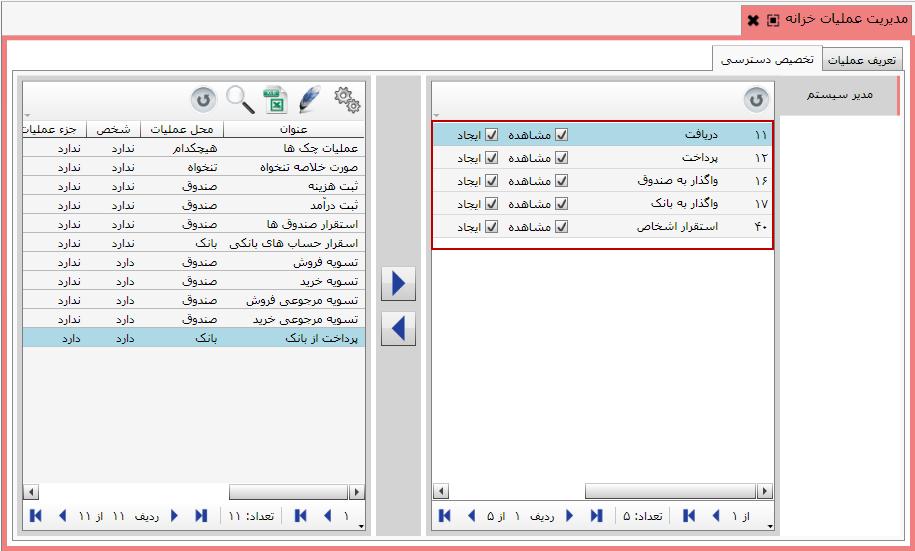 مدیریت عملیات خزانه
تعریف عملیات
تخصیص دسترسی
مدیر سیستم
۱۱ دریافت مشاهده ایجاد
۱۲ پرداخت مشاهده ایجاد
۱۶ واگذار به صندوق مشاهده ایجاد
۱۷ واگذار به بانک مشاهده ایجاد
۴۰ استقرار اشخاص مشاهده ایجاد
از ۱ تعداد: ۵ ردیف ۱ از ۵
عنوان محل عملیات شخص جزء عملیات
عملیات چک ها هیچکدام ندارد ندارد
صورت خلاصه تنخواه تنخواه ندارد ندارد
ثبت هزینه صندوق ندارد ندارد
ثبت درآمد صندوق ندارد ندارد
استقرار صندوق ها صندوق ندارد ندارد
اسقرار حساب های بانکی بانک ندارد ندارد
تسویه فروش صندوق دارد ندارد
تسویه خرید صندوق دارد ندارد
تسویه مرجوعی فروش صندوق دارد ندارد
تسویه مرجوعی خرید صندوق دارد ندارد
پرداخت از بانک بانک دارد دارد
۱ تعداد: ۱۱ ردیف ۱۱ از ۱۱